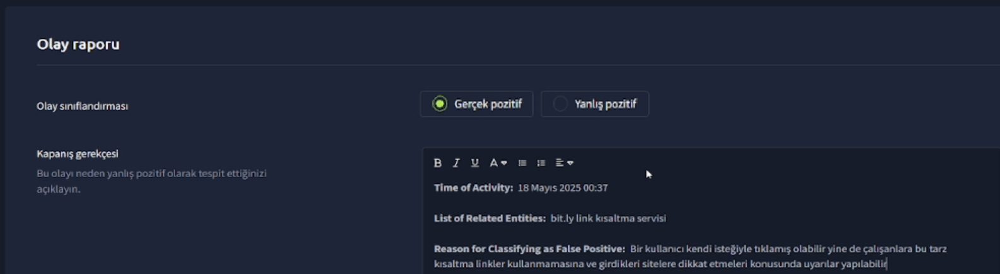 Olay raporu
Olay sınıflandırması
Gerçek pozitif
Yanlış pozitif
Kapanış gerekçesi
Bu olayı neden yanlış pozitif olarak tespit ettiğinizi
açıklayın.
B I U A
Time of Activity: 18 Mayıs 2025 00:37
List of Related Entities: bit.ly link kısaltma servisi
Reason for Classifying as False Positive: Bir kullanıcı kendi isteğiyle tıklamış olabilir yine de çalışanlara bu tarz
kısaltma linkler kullanmamasına ve girdikleri sitelere dikkat etmeleri konusunda uyarılar yapılabilir